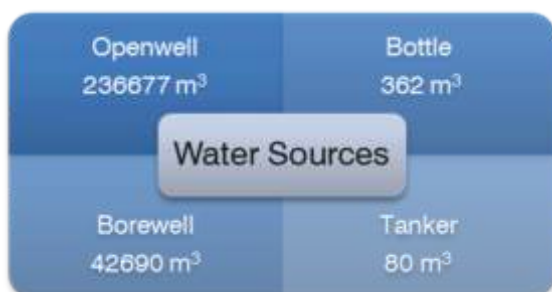 Openwell
236677 m³
Bottle
362 m³
Water Sources
Borewell
42690 m³
Tanker
80 m³